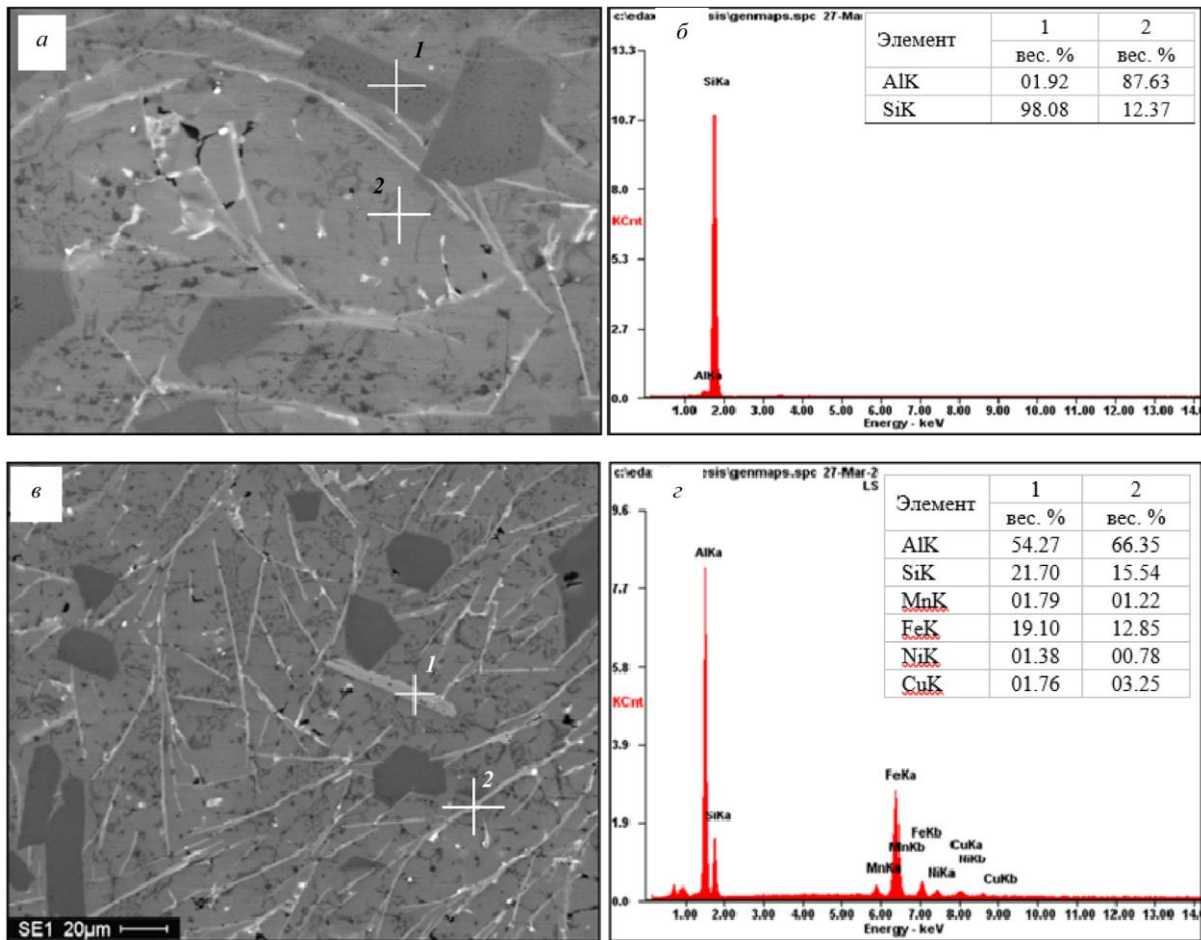 а
1
2
c:\eda
sis\genmaps.spc 27-Mar
б
Элемент 1 2
вес. % вес. %
AlK 01.92 87.63
SiK 98.08 12.37
13.3
10.7
8.0
KCnt
5.3
2.7
0.0
SiKa
AlKa
1.00 2.00 3.00 4.00 5.00 6.00 7.00 8.00 9.00 10.00 11.00 12.00 13.00 14.
Energy - keV
в
1
2
SE1 20µm
c:\eda
sis\genmaps.spc 27-Mar-2
LS
г
Элемент 1 2
вес. % вес. %
AlK 54.27 66.35
SiK 21.70 15.54
MnK 01.79 01.22
FeK 19.10 12.85
NiK 01.38 00.78
CuK 01.76 03.25
9.6
7.7
5.8
KCnt
3.9
1.9
0.0
AlKa
SiKa
FeKa
MnKb
MnKa
FeKb
NiKa
CuKa
NiKb
CuKb
1.00 2.00 3.00 4.00 5.00 6.00 7.00 8.00 9.00 10.00 11.00 12.00 13.00 14.
Energy - keV